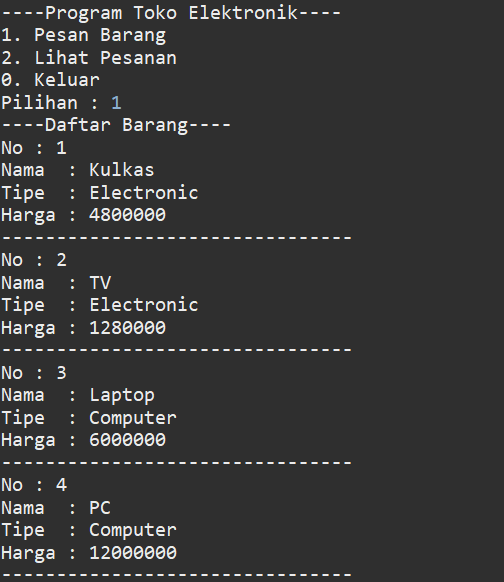 ----Program Toko Elektronik----
1. Pesan Barang
2. Lihat Pesanan
0. Keluar
Pilihan : 1
----Daftar Barang----
No : 1
Nama  : Kulkas
Tipe  : Electronic
Harga : 4800000
--------------------------------
No : 2
Nama  : TV
Tipe  : Electronic
Harga : 1280000
--------------------------------
No : 3
Nama  : Laptop
Tipe  : Computer
Harga : 6000000
--------------------------------
No : 4
Nama  : PC
Tipe  : Computer
Harga : 12000000
--------------------------------